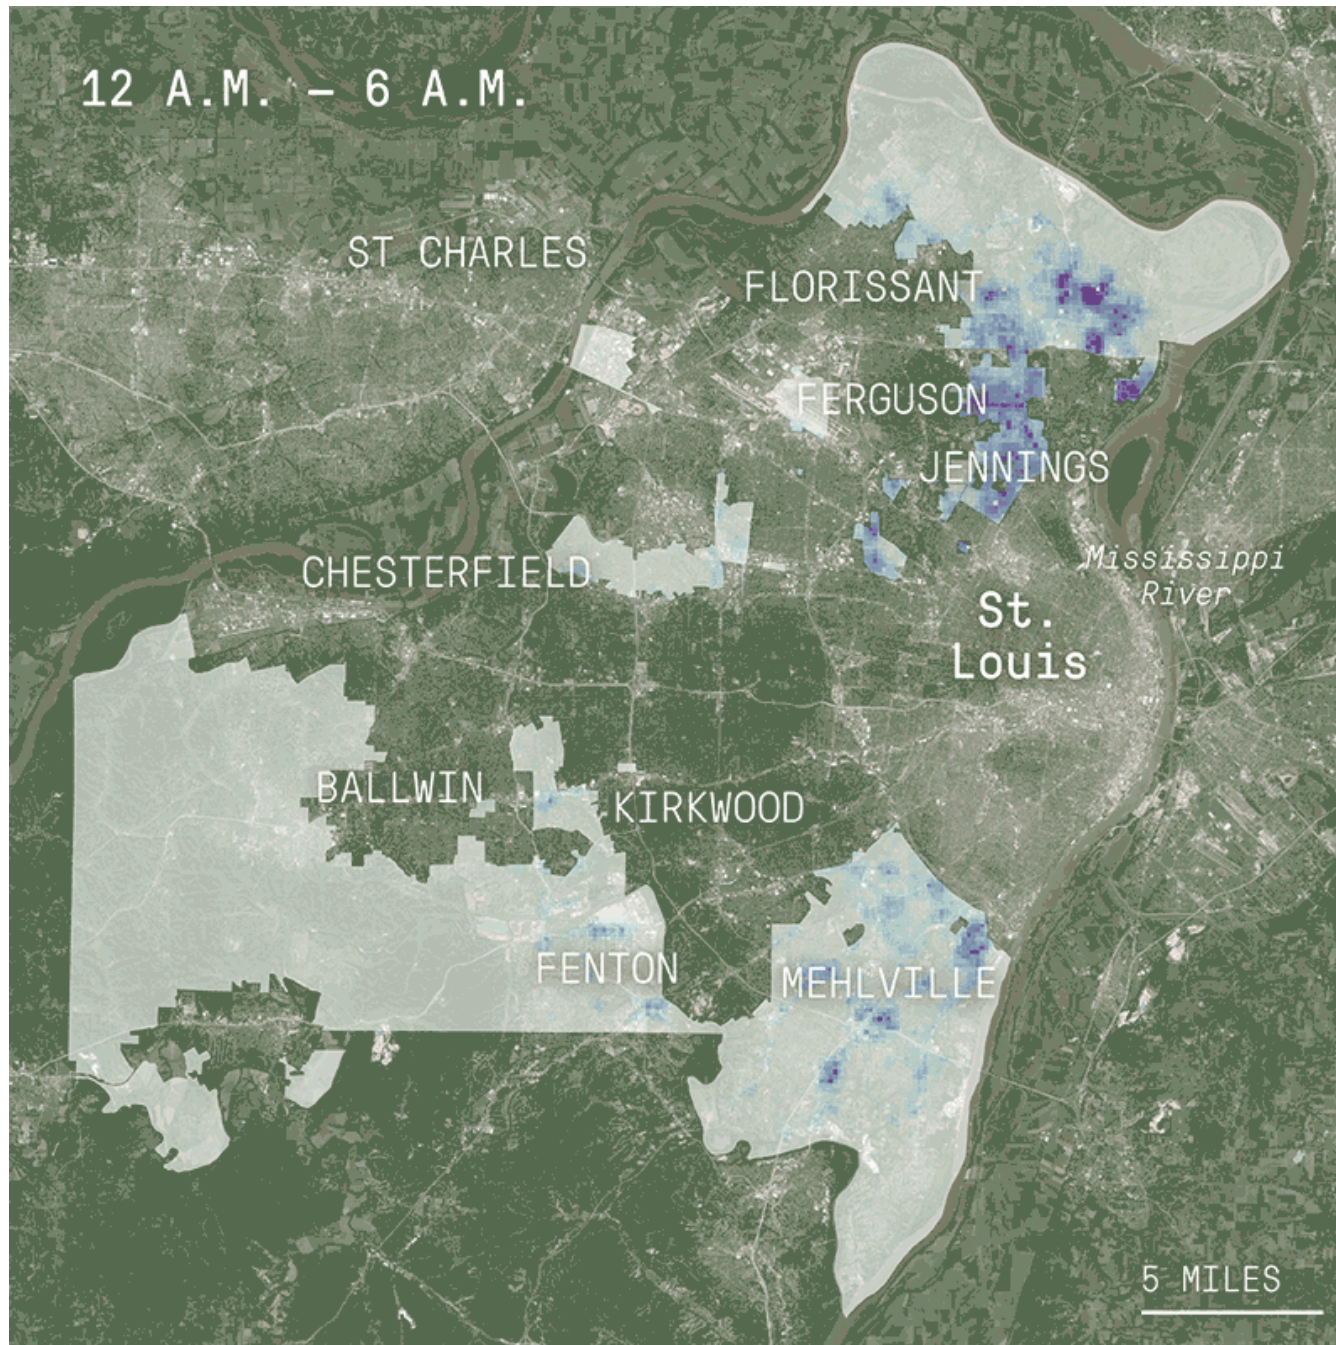 12 A.M. – 6 A.M.
ST CHARLES
FLORISSANT
FERGUSON
JENNINGS
Mississippi
River
CHESTERFIELD
St.
Louis
BALLWIN
KIRKWOOD
FENTON
MEHLVILLE
5 MILES